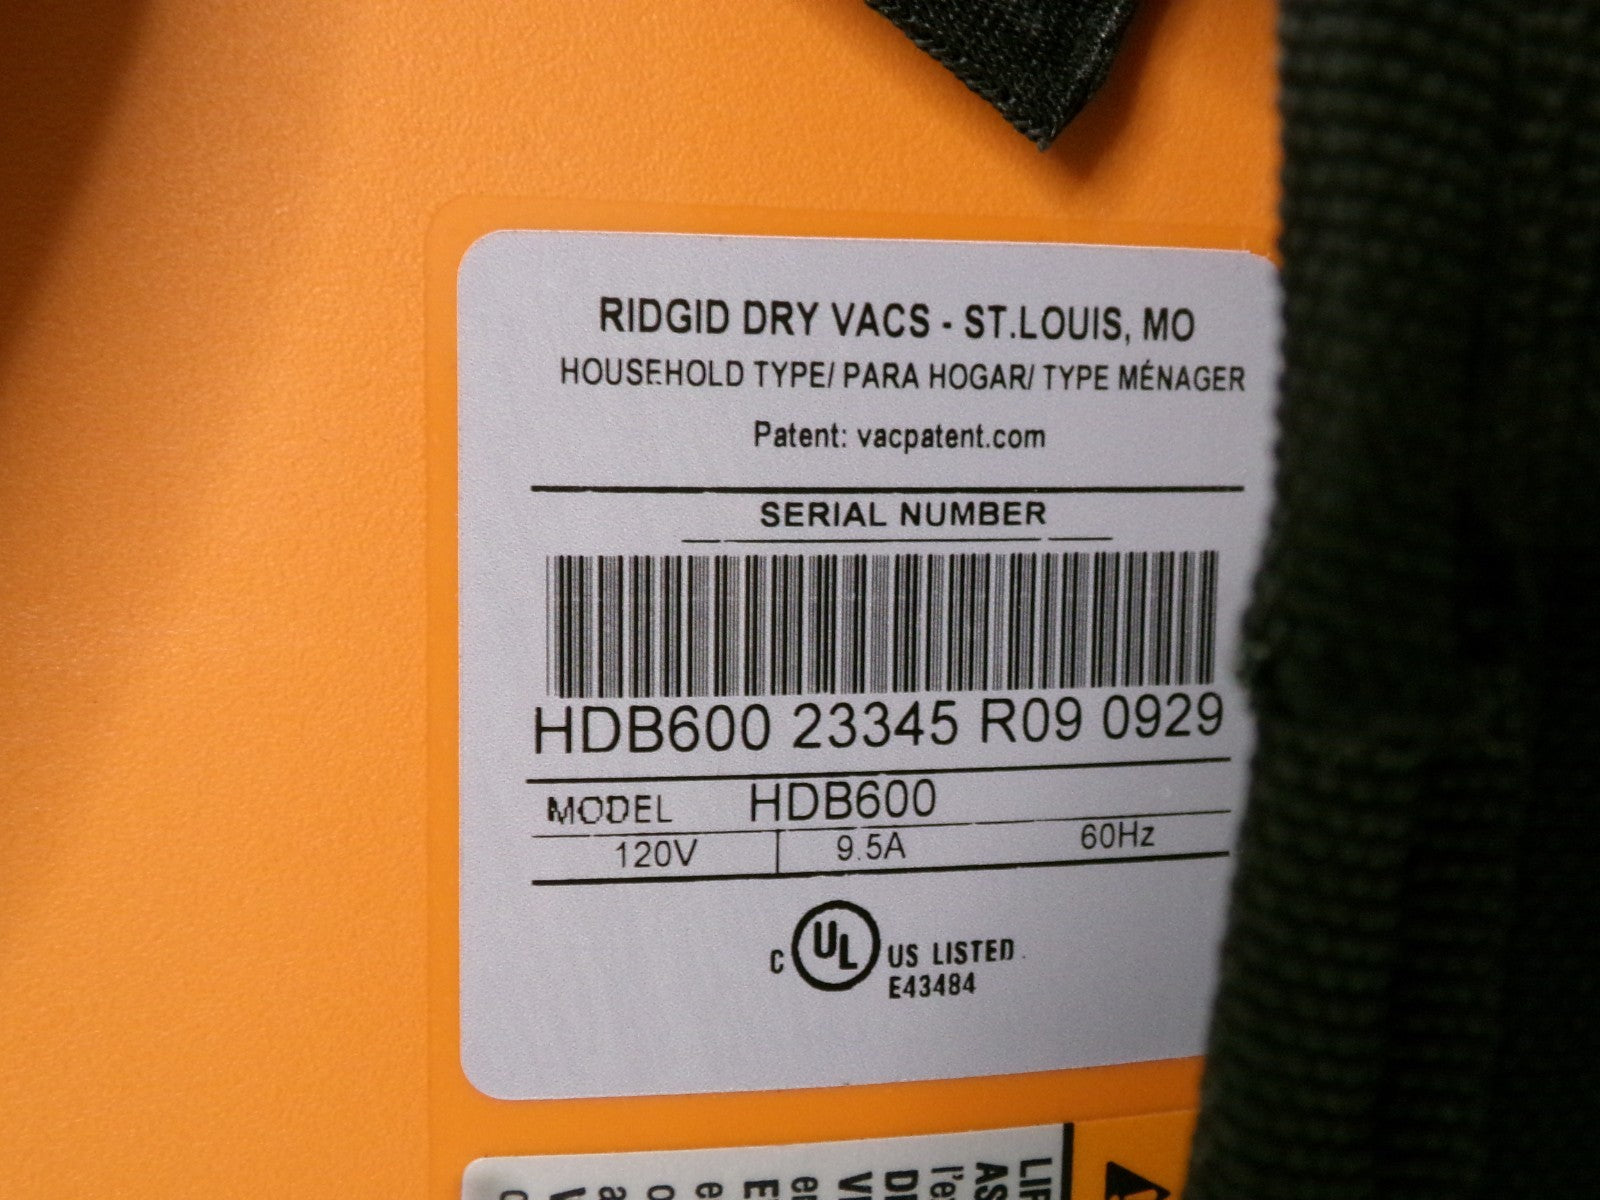 RIDGID DRY VACS - ST.LOUIS, MO
HOUSEHOLD TYPE/ PARA HOGAR/ TYPE MÉNAGER
Patent: vacpatent.com
SERIAL NUMBER
HDB600 23345 R09 0929
MODEL HDB600
120V 9.5A 60Hz
C UL US LISTED
E43484